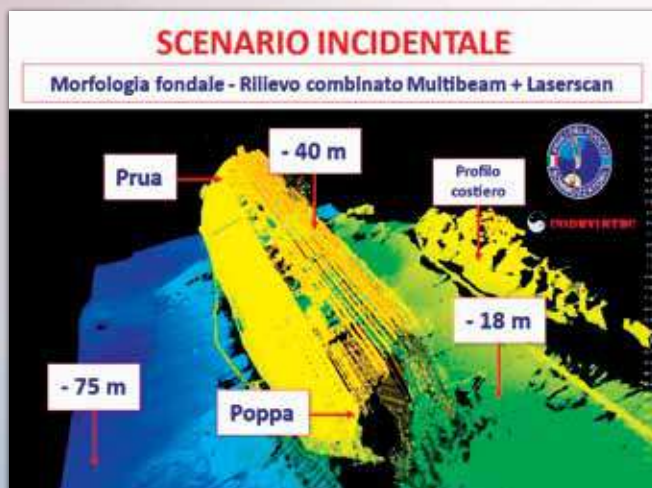 SCENARIO INCIDENTALE
Morfologia fondale - Rilievo combinato Multibeam + Laserscan
- 40 m
Prua
Profilo
costiero
- 18 m
- 75 m
Poppa